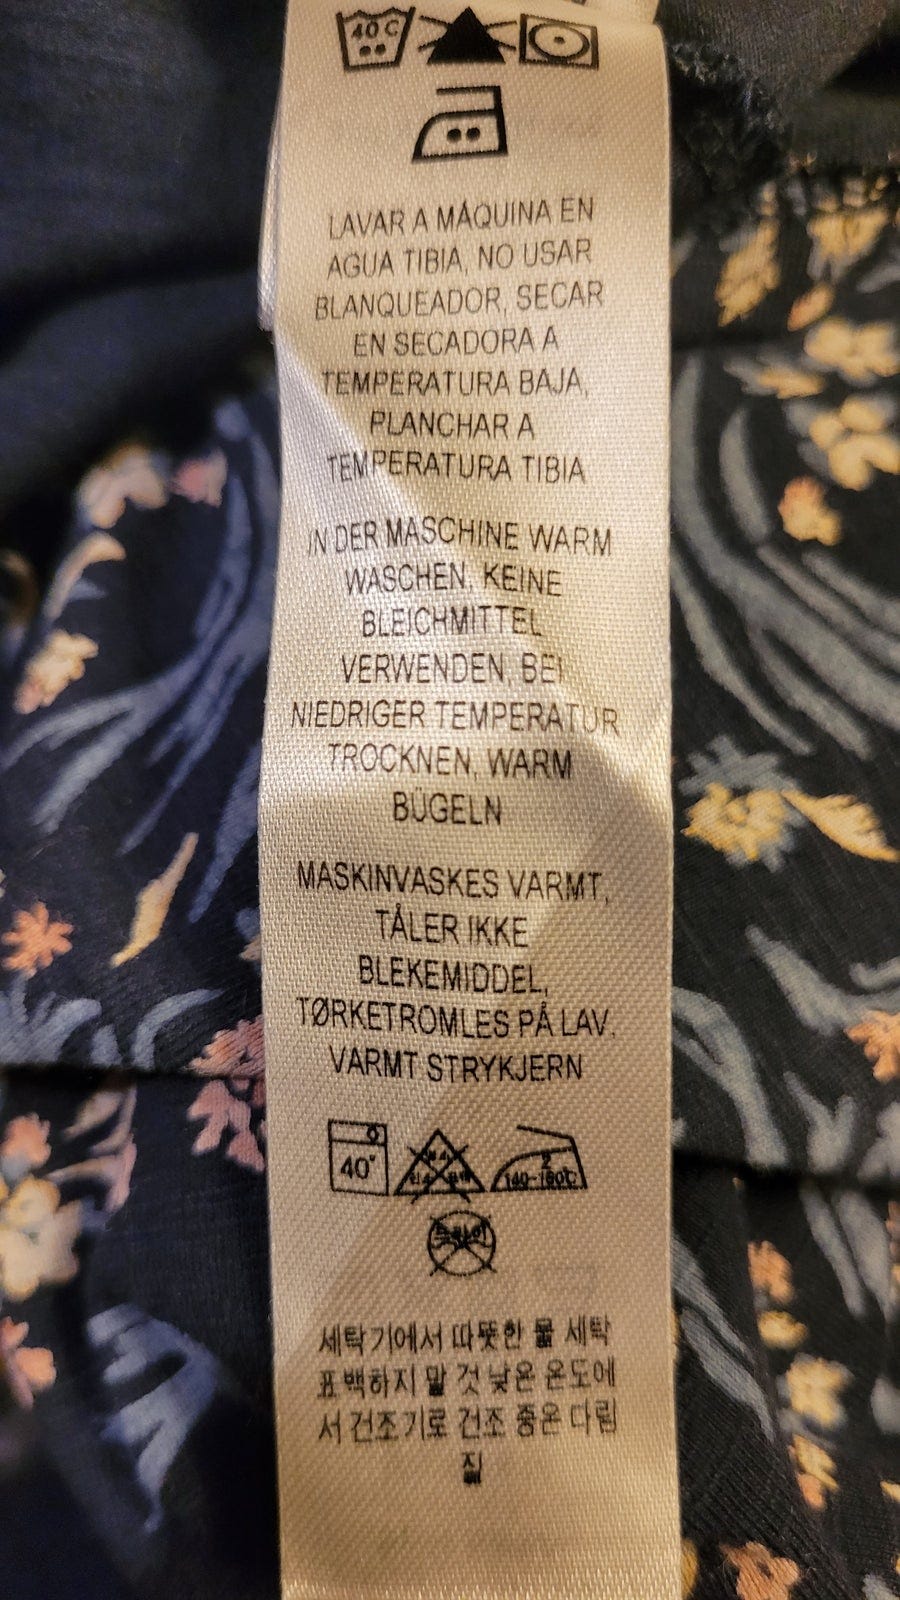 40 C
LAVAR A MÁQUINA EN
AGUA TIBIA, NO USAR
BLANQUEADOR, SECAR
EN SECADORA A
TEMPERATURA BAJA,
PLANCHAR A
TEMPERATURA TIBIA
IN DER MASCHINE WARM
WASCHEN, KEINE
BLEICHMITTEL
VERWENDEN, BEI
NIEDRIGER TEMPERATUR
TROCKNEN, WARM
BÜGELN
MASKINVASKES VARMT,
TÅLER IKKE
BLEKEMIDDEL,
TØRKETROMLES PÅ LAV,
VARMT STRYKJERN
40°
2
140-160℃
세탁기에서 따뜻한 물 세탁
표백하지 말 것 낮은 온도에
서 건조기로 건조 중온 다림
질